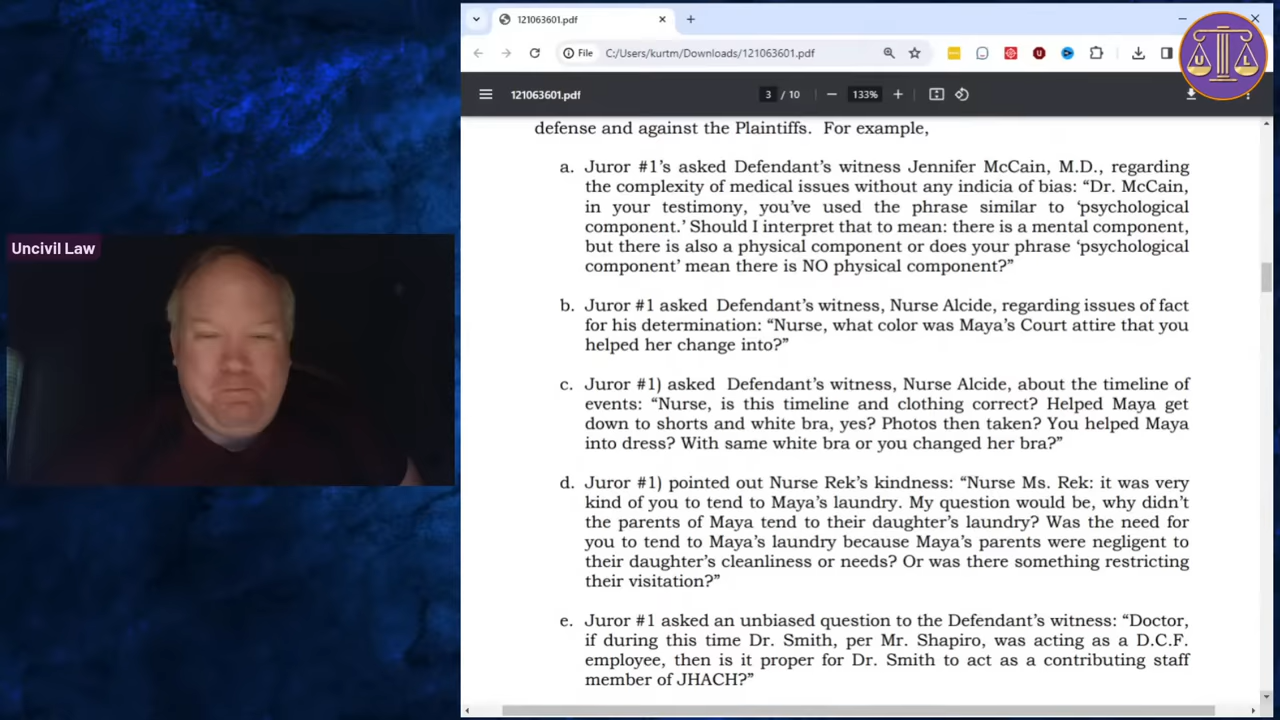 121063601.pdf
File
C:/Users/kurtm/Downloads/121063601.pdf
U L
121063601.pdf
3 / 10
133%
Uncivil Law
defense and against the Plaintiffs. For example,
a. Juror #1's asked Defendant's witness Jennifer McCain, M.D., regarding
the complexity of medical issues without any indicia of bias: “Dr. McCain,
in your testimony, you've used the phrase similar to ‘psychological
component.’ Should I interpret that to mean: there is a mental component,
but there is also a physical component or does your phrase ‘psychological
component’ mean there is NO physical component?”
b. Juror #1 asked Defendant's witness, Nurse Alcide, regarding issues of fact
for his determination: “Nurse, what color was Maya's Court attire that you
helped her change into?”
c. Juror #1) asked Defendant's witness, Nurse Alcide, about the timeline of
events: “Nurse, is this timeline and clothing correct? Helped Maya get
down to shorts and white bra, yes? Photos then taken? You helped Maya
into dress? With same white bra or you changed her bra?”
d. Juror #1) pointed out Nurse Rek's kindness: “Nurse Ms. Rek: it was very
kind of you to tend to Maya's laundry. My question would be, why didn't
the parents of Maya tend to their daughter's laundry? Was the need for
you to tend to Maya's laundry because Maya's parents were negligent to
their daughter's cleanliness or needs? Or was there something restricting
their visitation?”
e. Juror #1 asked an unbiased question to the Defendant's witness: “Doctor,
if during this time Dr. Smith, per Mr. Shapiro, was acting as a D.C.F.
employee, then is it proper for Dr. Smith to act as a contributing staff
member of JHACH?”